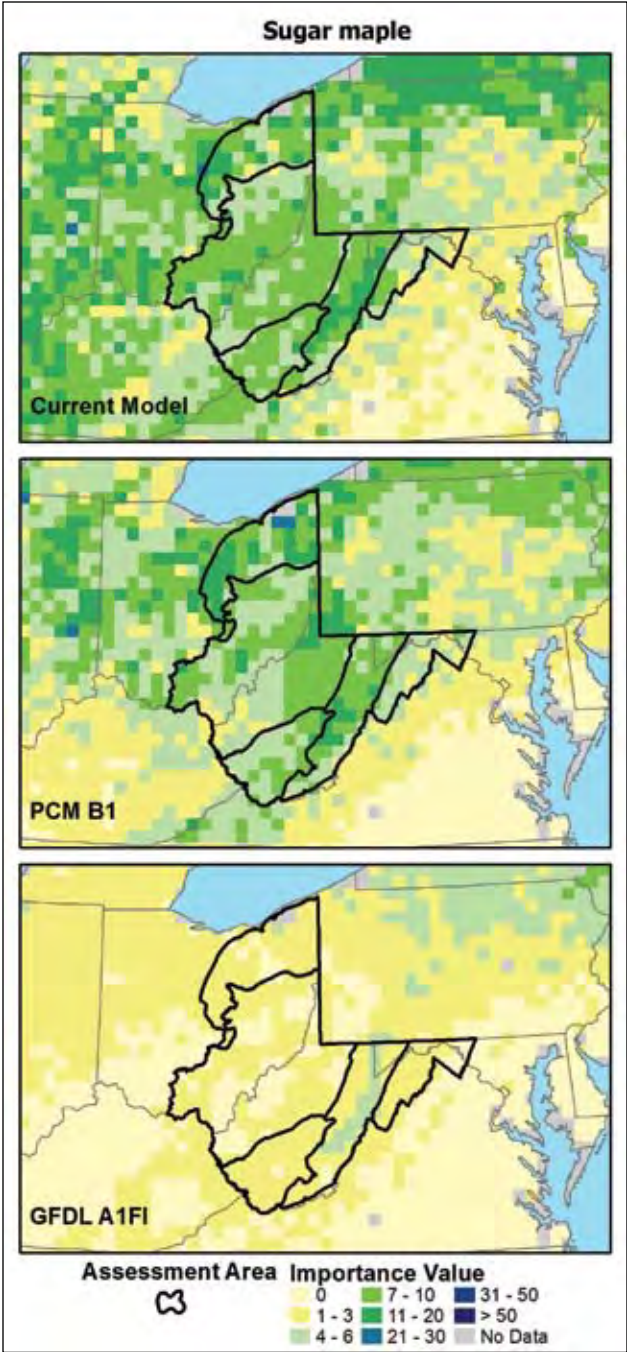 Sugar maple
Current Model
PCM B1
GFDL A1FI
Assessment Area
Importance Value
0
1 - 3
4 - 6
7 - 10
11 - 20
21 - 30
31 - 50
> 50
No Data